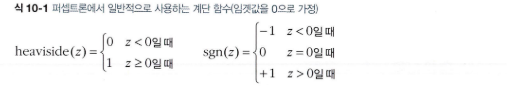 식 10-1 퍼셉트론에서 일반적으로 사용하는 계단 함수(임곗값을 0으로 가정)
heaviside(z) = { 0 z < 0일 때
1 z ≥ 0일 때
sgn(z) = { -1 z < 0일 때
0 z = 0일 때
+1 z > 0일 때